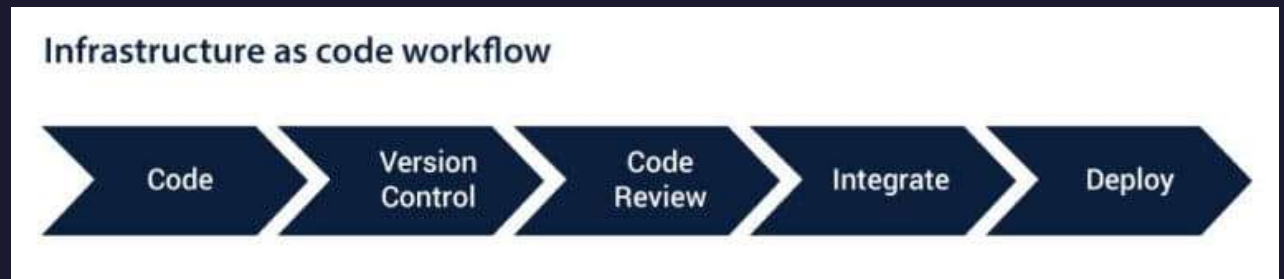 Infrastructure as code workflow
Code
Version
Control
Code
Review
Integrate
Deploy